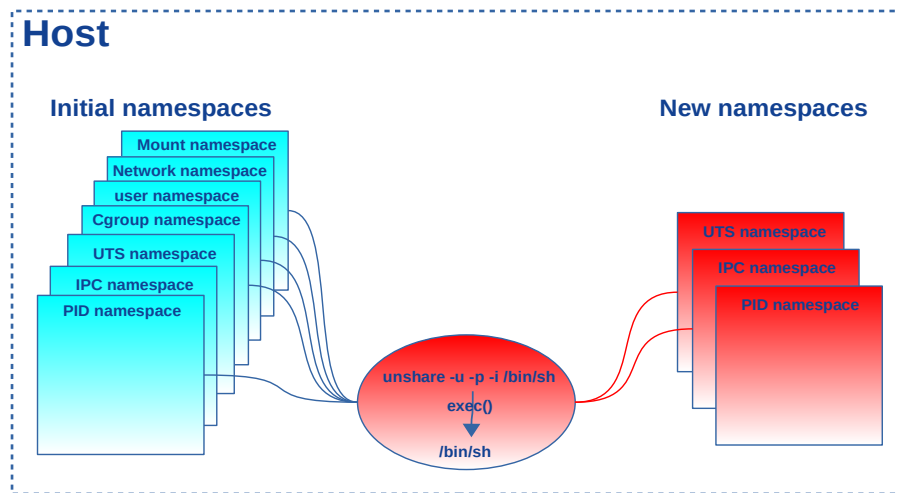 Host
Initial namespaces
Mount namespace
Network namespace
user namespace
Cgroup namespace
UTS namespace
IPC namespace
PID namespace
unshare -u -p -i /bin/sh
exec()
/bin/sh
New namespaces
UTS namespace
IPC namespace
PID namespace